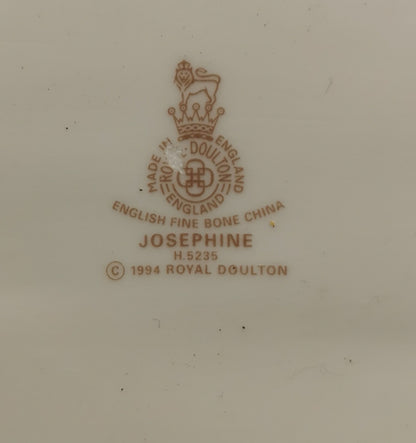 MADE IN ENGLAND
ROYAL DOULTON
ENGLAND
ENGLISH FINE BONE CHINA
JOSEPHINE
H.5235
© 1994 ROYAL DOULTON